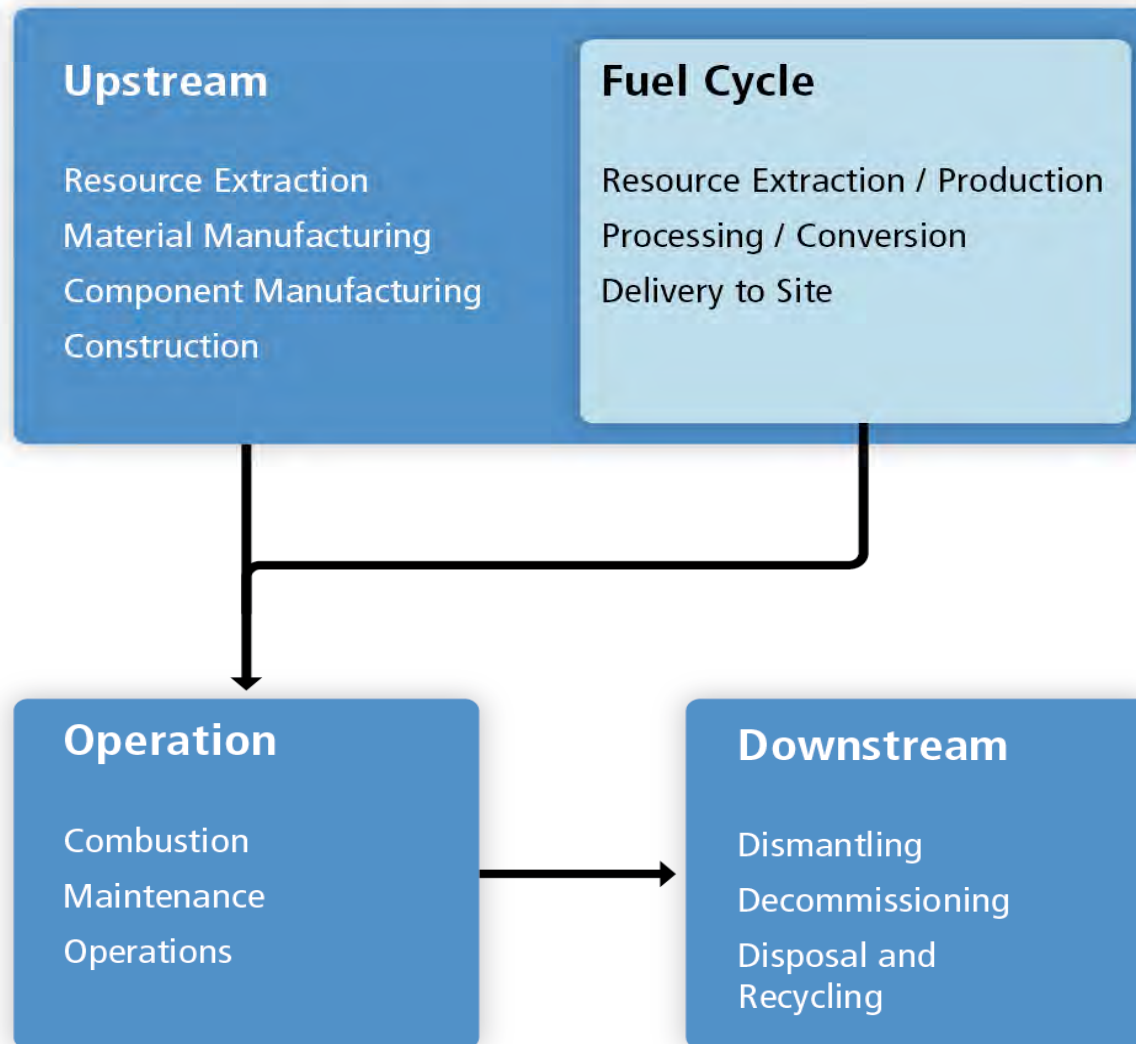 Upstream
Resource Extraction
Material Manufacturing
Component Manufacturing
Construction
Fuel Cycle
Resource Extraction / Production
Processing / Conversion
Delivery to Site
Operation
Combustion
Maintenance
Operations
Downstream
Dismantling
Decommissioning
Disposal and
Recycling